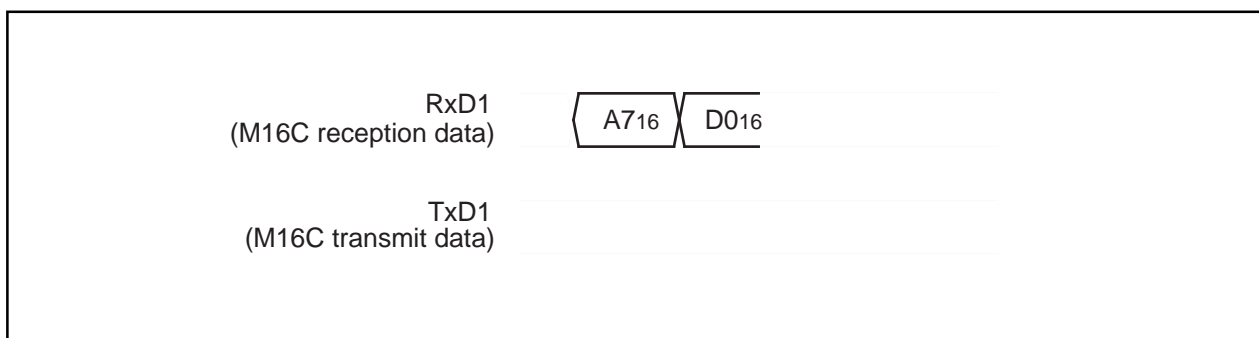 RxD1
(M16C reception data)
A716
D016
TxD1
(M16C transmit data)